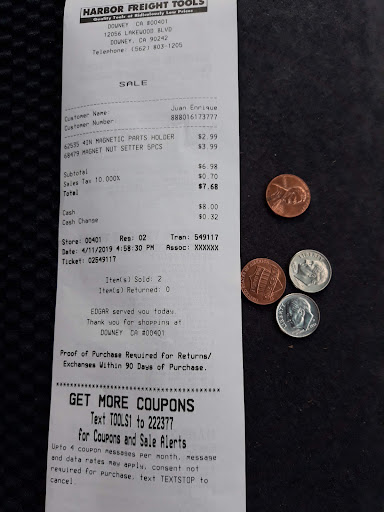 HARBOR FREIGHT TOOLS
Quality Tools at Ridiculously Low Prices
DOWNEY, CA #00401
12056 LAKEWOOD BLVD
DOWNEY, CA 90242
Telephone: (562) 803-1205
SALE
Customer Name: Juan Enrique
Customer Number: 888016173777
62535 4IN MAGNETIC PARTS HOLDER $2.99
68479 MAGNET NUT SETTER 5PCS $3.99
Subtotal $6.98
Sales Tax 10.000% $0.70
Total $7.68
Cash $8.00
Cash Change $0.32
Store: 00401 Reg: 02 Tran: 549117
Date: 4/11/2019 4:58:30 PM Assoc: XXXXXX
Ticket: 02549117
Item(s) Sold: 2
Item(s) Returned: 0
EDGAR served you today.
Thank you for shopping at
DOWNEY, CA #00401
Proof of Purchase Required for Returns/
Exchanges Within 90 Days of Purchase.
****************************************
GET MORE COUPONS
Text TOOLS1 to 222377
for Coupons and Sale Alerts
Upto 4 coupon messages per month, message
and data rates may apply, consent not
required for purchase, text TEXTSTOP to
cancel.